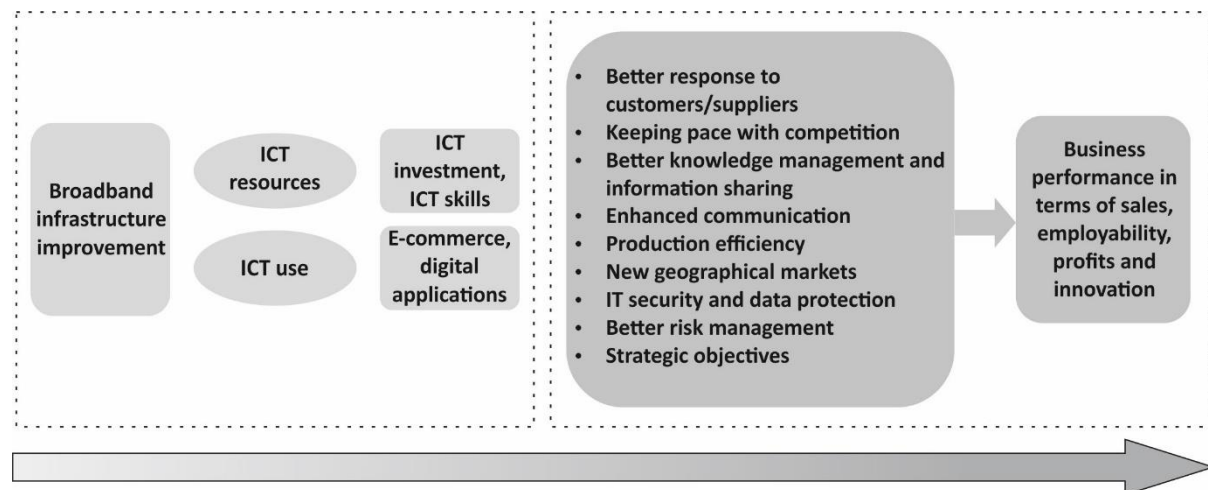 Broadband
infrastructure
improvement
ICT
resources
ICT use
ICT
investment,
ICT skills
E-commerce,
digital
applications
• Better response to
customers/suppliers
• Keeping pace with competition
• Better knowledge management and
information sharing
• Enhanced communication
• Production efficiency
• New geographical markets
• IT security and data protection
• Better risk management
• Strategic objectives
Business
performance in
terms of sales,
employability,
profits and
innovation